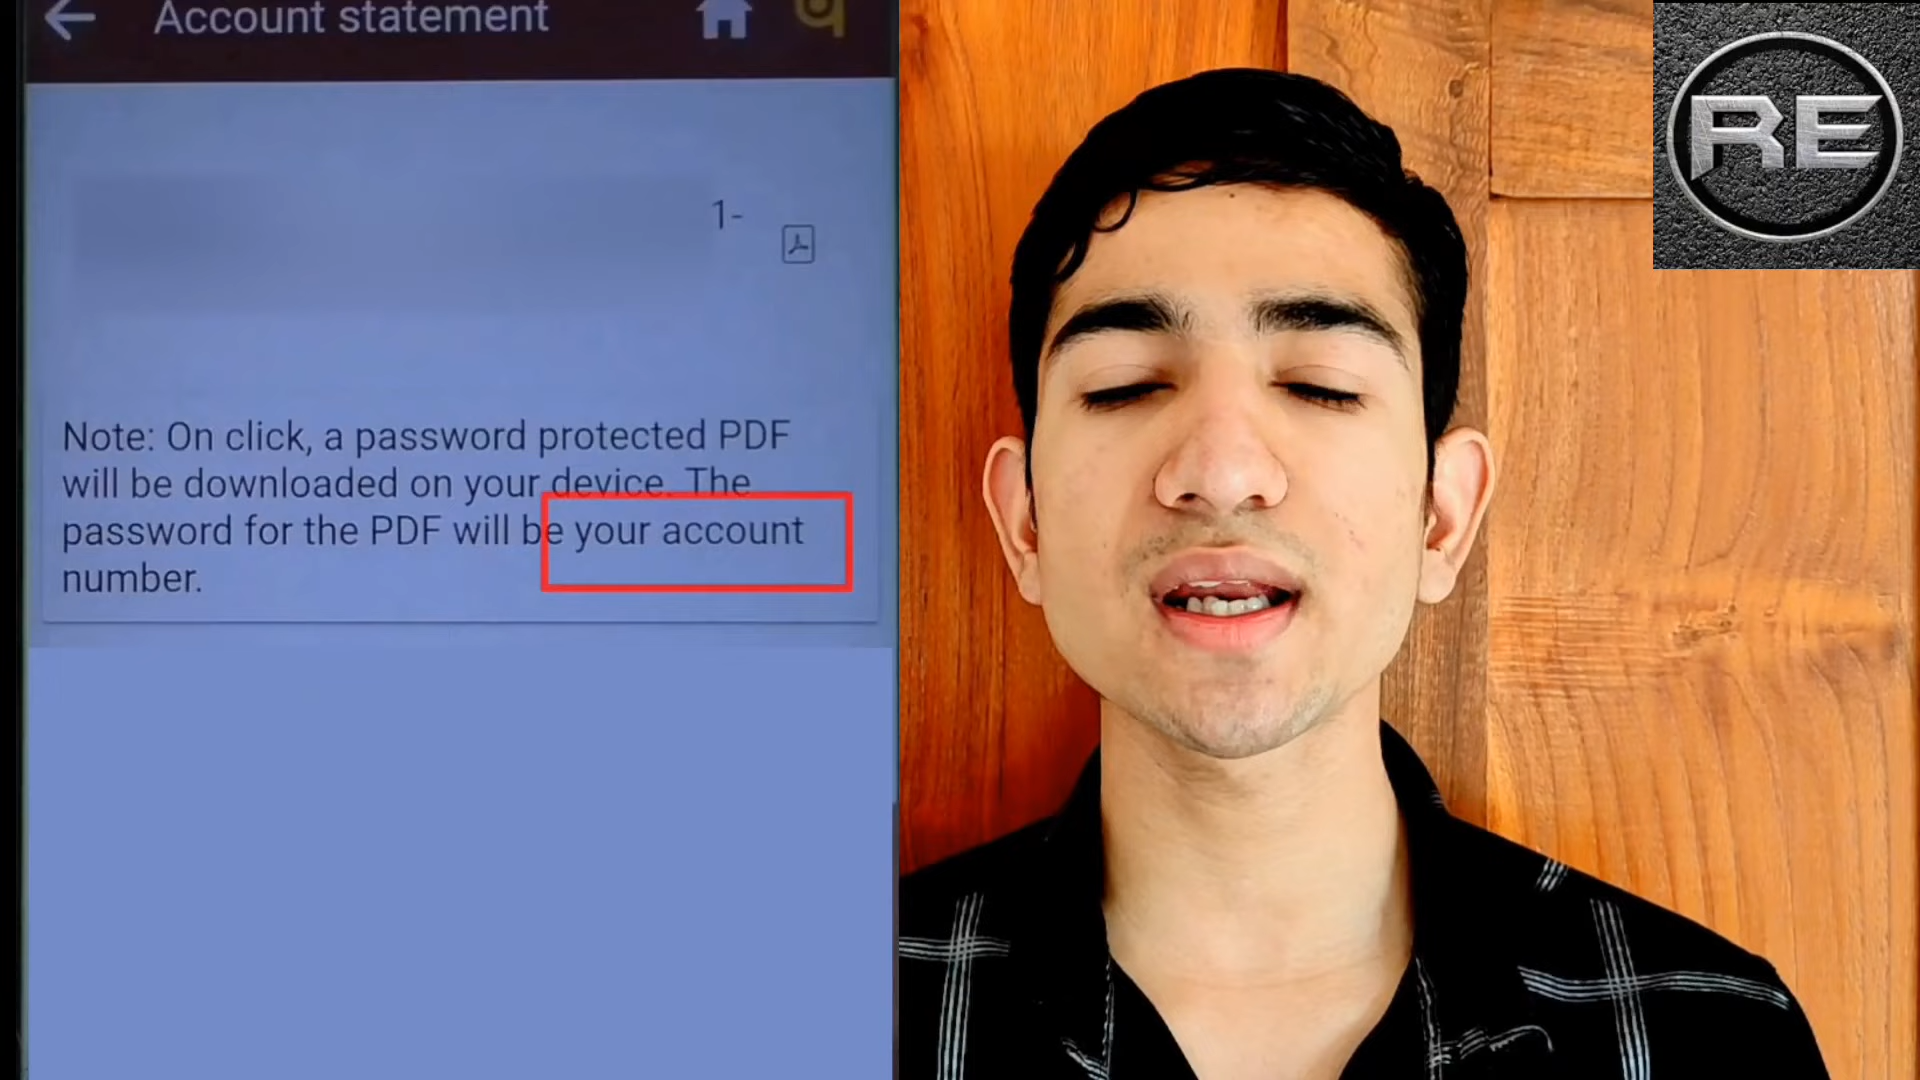 Account statement
1-
Note: On click, a password protected PDF
will be downloaded on your device. The
password for the PDF will be your account
number.
RE